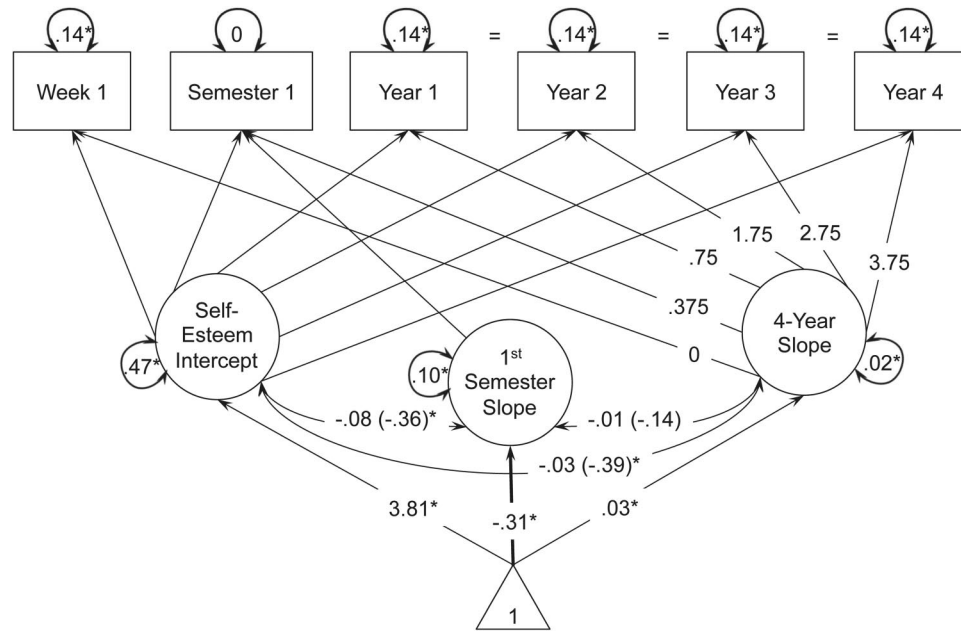 .14* 0 .14* = .14* = .14* = .14*
Week 1 Semester 1 Year 1 Year 2 Year 3 Year 4
1.75 2.75
.75 3.75
.375
Self-
Esteem
Intercept
4-Year
Slope
0
1st
Semester
Slope
.47* .10* .02*
-.08 (-.36)* -.01 (-.14)
-.03 (-.39)*
3.81* -.31* .03*
1